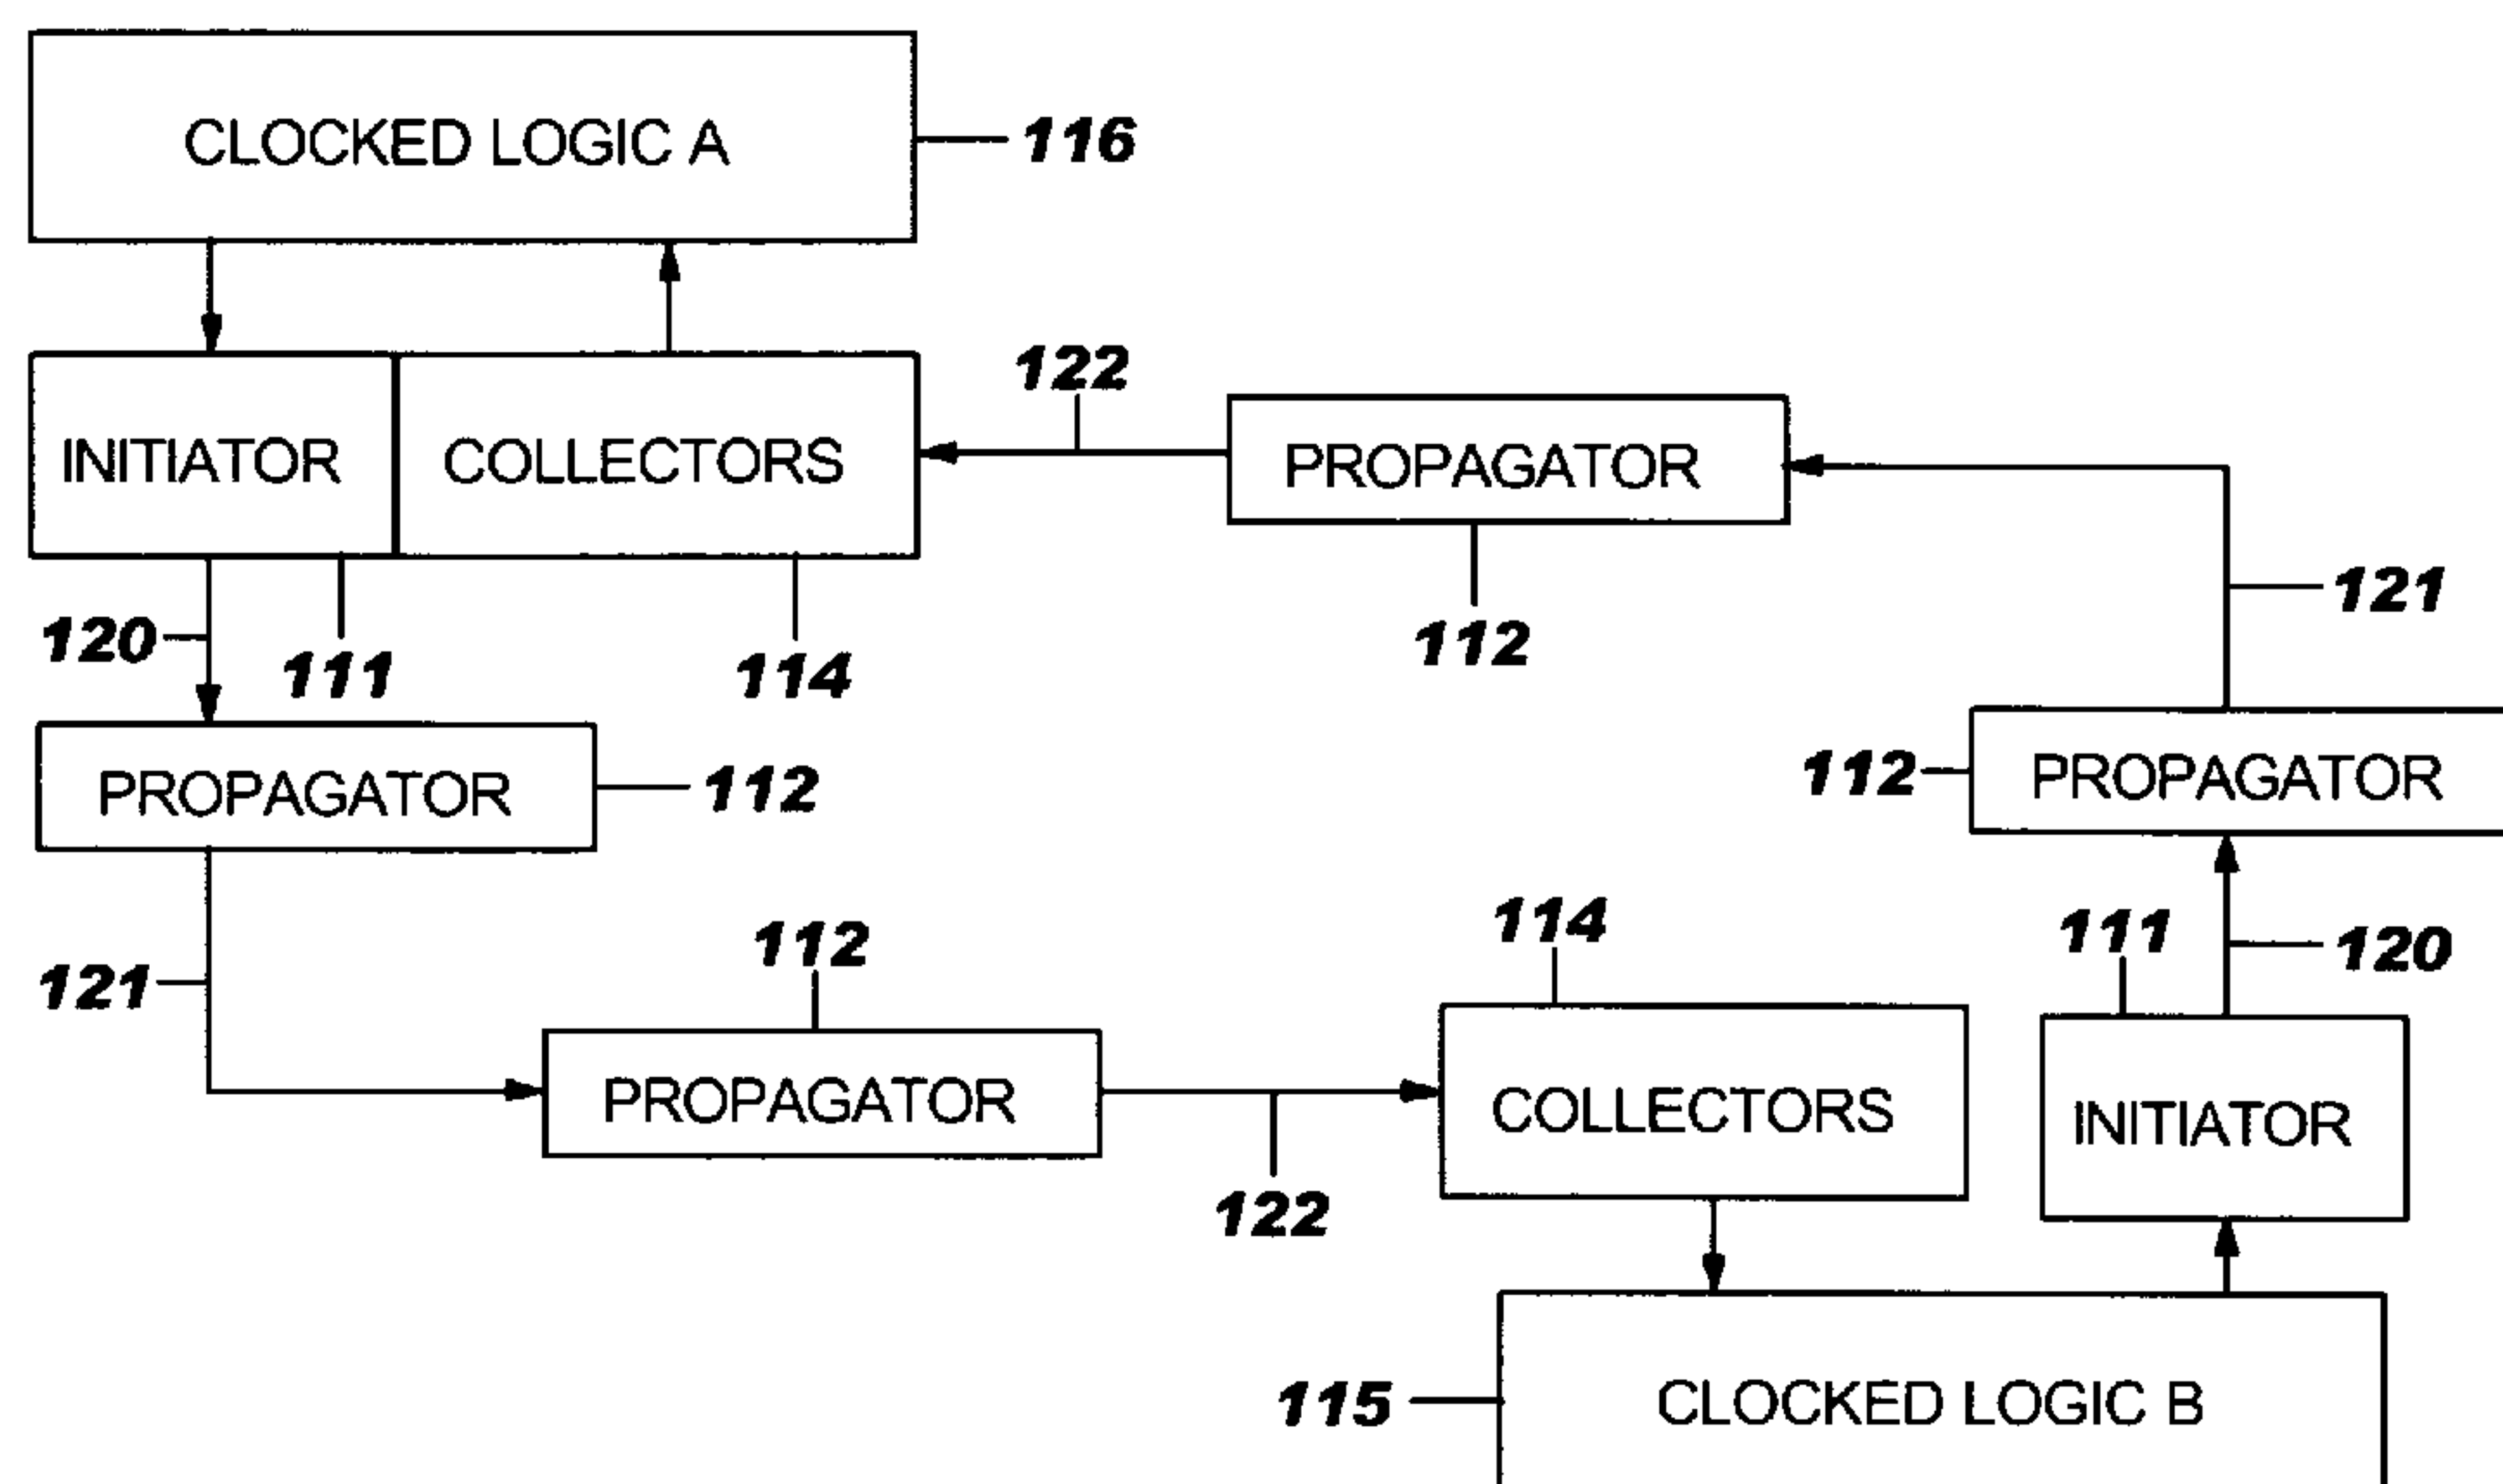 CLOCKED LOGIC A
116
122
INITIATOR
COLLECTORS
PROPAGATOR
121
120
111
114
112
PROPAGATOR
112
112
PROPAGATOR
112
114
111
120
121
PROPAGATOR
COLLECTORS
INITIATOR
122
115
CLOCKED LOGIC B